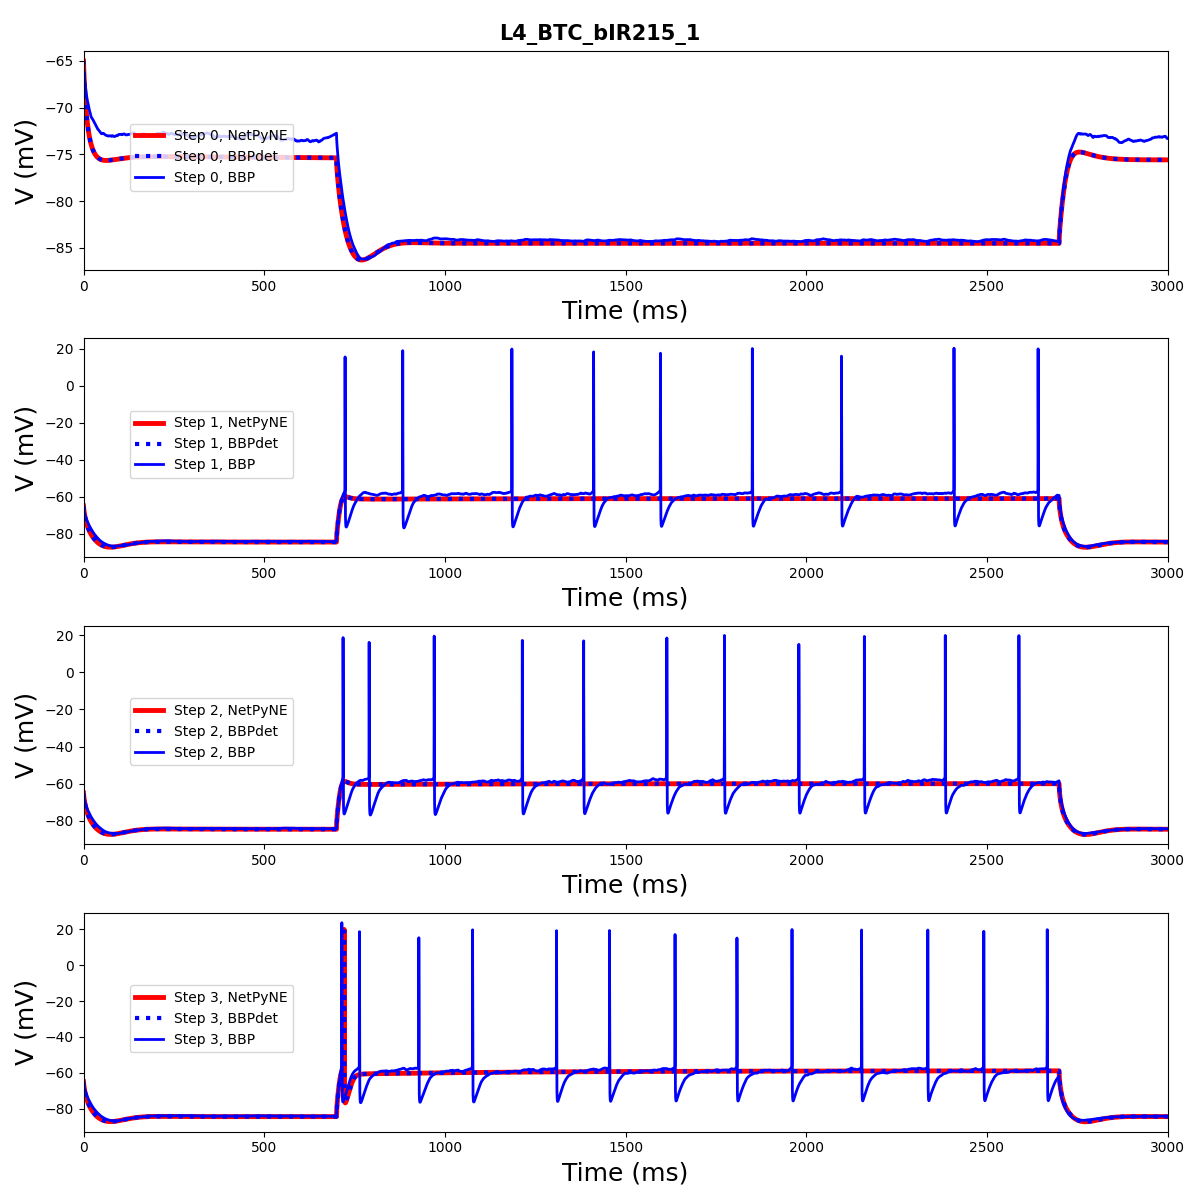 L4_BTC_bIR215_1
V (mV)
−65
−70
−75
−80
−85
Step 0, NetPyNE
Step 0, BBPdet
Step 0, BBP
0 500 1000 1500 2000 2500 3000
Time (ms)
V (mV)
20
0
−20
−40
−60
−80
Step 1, NetPyNE
Step 1, BBPdet
Step 1, BBP
0 500 1000 1500 2000 2500 3000
Time (ms)
V (mV)
20
0
−20
−40
−60
−80
Step 2, NetPyNE
Step 2, BBPdet
Step 2, BBP
0 500 1000 1500 2000 2500 3000
Time (ms)
V (mV)
20
0
−20
−40
−60
−80
Step 3, NetPyNE
Step 3, BBPdet
Step 3, BBP
0 500 1000 1500 2000 2500 3000
Time (ms)